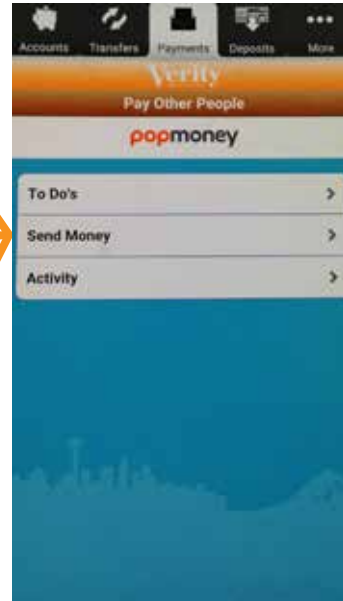 Accounts Transfers Payments Deposits More
Verity
Pay Other People
popmoney
To Do's
Send Money
Activity